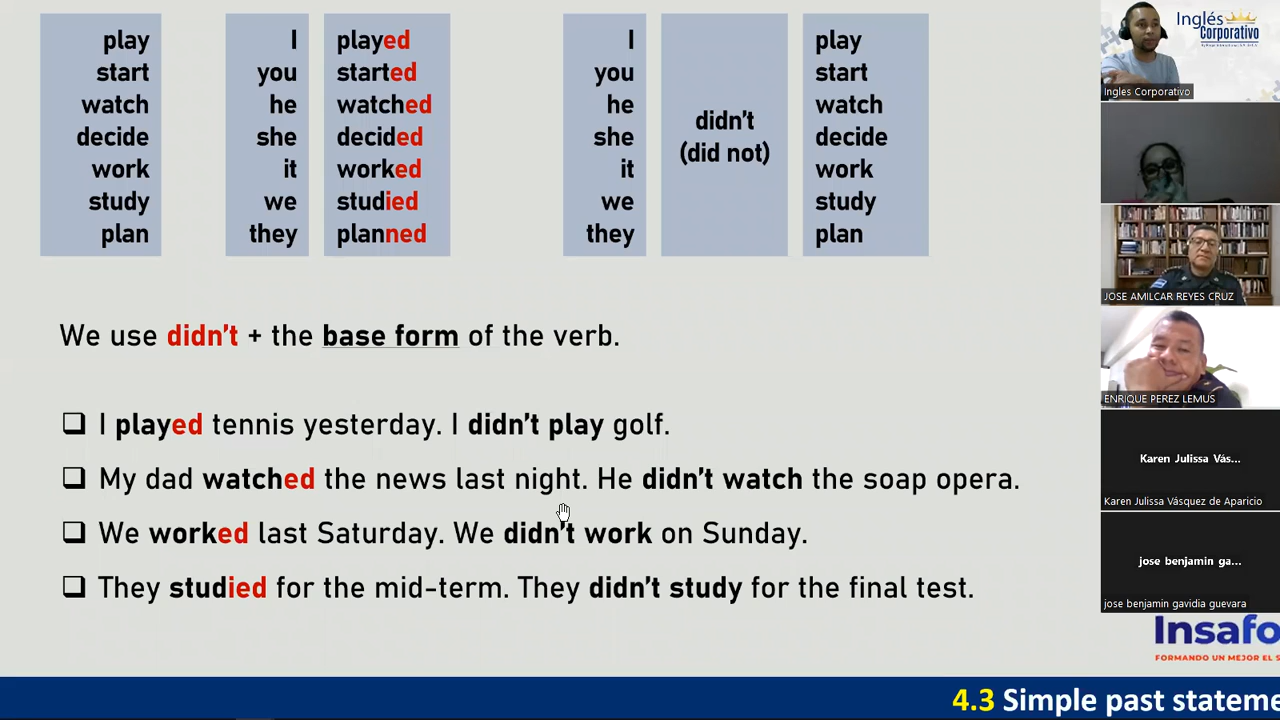 play
start
watch
decide
work
study
plan
I
you
he
she
it
we
they
played
started
watched
decided
worked
studied
planned
I
you
he
she
it
we
they
didn't
(did not)
play
start
watch
decide
work
study
plan
We use didn't + the base form of the verb.
I played tennis yesterday. I didn't play golf.
My dad watched the news last night. He didn't watch the soap opera.
We worked last Saturday. We didn't work on Sunday.
They studied for the mid-term. They didn't study for the final test.
4.3 Simple past stateme
Inglés
Corporativo
Ingles Corporativo
JOSE AMILCAR REYES CRUZ
ENRIQUE PEREZ LEMUS
Karen Julissa Vás...
Karen Julissa Vásquez de Aparicio
jose benjamin ga...
jose benjamin gavidia guevara
Insafo
FORMANDO UN MEJOR EL S